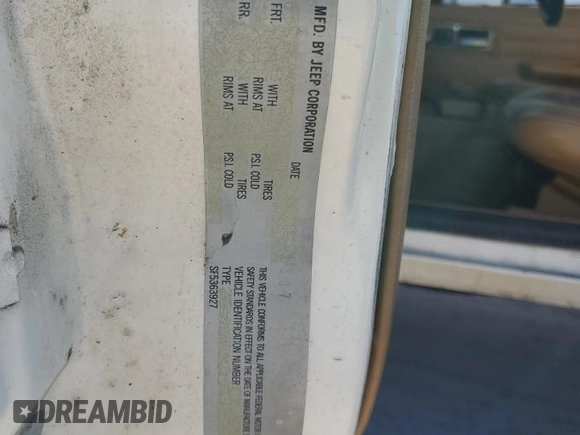 MFD. BY JEEP CORPORATION
DATE
FRT. WITH TIRES
RIMS AT P.S.I. COLD
RR. WITH TIRES
RIMS AT P.S.I. COLD
THIS VEHICLE CONFORMS TO ALL APPLICABLE FEDERAL MOTOR
SAFETY STANDARDS IN EFFECT ON THE DATE OF MANUFACTURE
VEHICLE IDENTIFICATION NUMBER
TYPE
SF5363927
DREAMBID